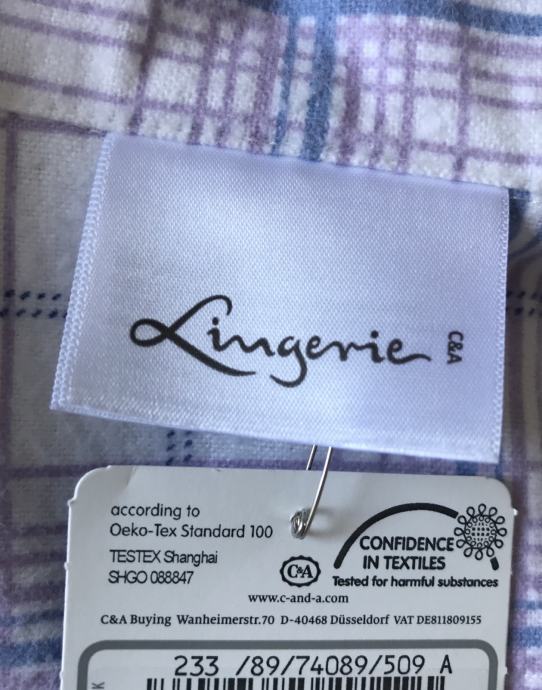 Lingerie
C&A
according to
Oeko-Tex Standard 100
TESTEX Shanghai
SHGO 088847
CONFIDENCE
IN TEXTILES
Tested for harmful substances
C&A
www.c-and-a.com
C&A Buying Wanheimerstr.70 D-40468 Düsseldorf VAT DE811809155
233 /89/74089/509 A
K